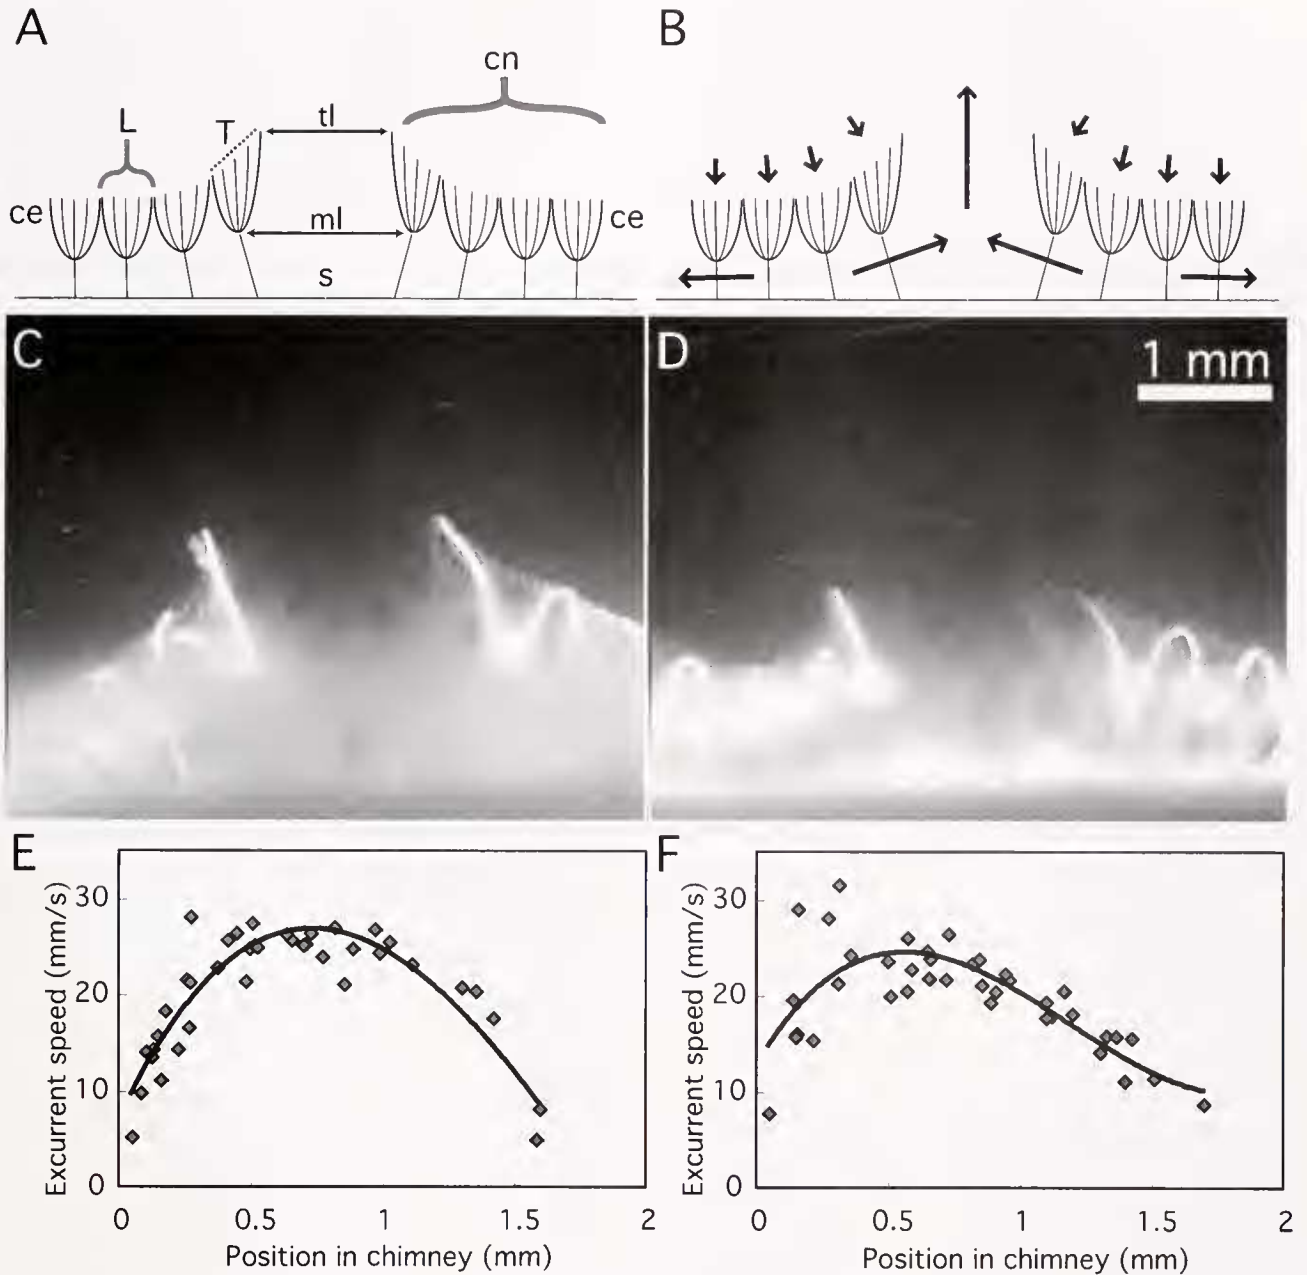 A
B
cn
L
T
tl
ce
ml
ce
s
C
D
1 mm
E
F
Excurrent speed (mm/s)
30
20
10
0
0 0.5 1 1.5 2
Position in chimney (mm)
Excurrent speed (mm/s)
30
20
10
0
0 0.5 1 1.5 2
Position in chimney (mm)